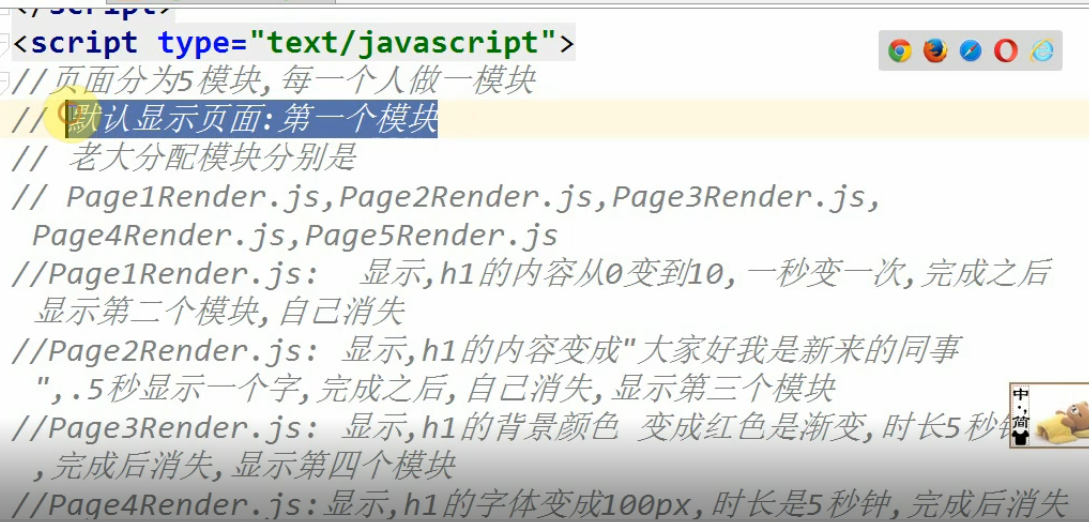 </script>
<script type="text/javascript">
//页面分为5模块,每一个人做一模块
// 默认显示页面:第一个模块
// 老大分配模块分别是
// Page1Render.js,Page2Render.js,Page3Render.js,
Page4Render.js,Page5Render.js
//Page1Render.js: 显示,h1的内容从0变到10,一秒变一次,完成之后
显示第二个模块,自己消失
//Page2Render.js: 显示,h1的内容变成"大家好我是新来的同事
",.5秒显示一个字,完成之后,自己消失,显示第三个模块
中
·,
简
//Page3Render.js: 显示,h1的背景颜色 变成红色是渐变,时长5秒钟
,完成后消失,显示第四个模块
//Page4Render.js:显示,h1的字体变成100px,时长是5秒钟,完成后消失